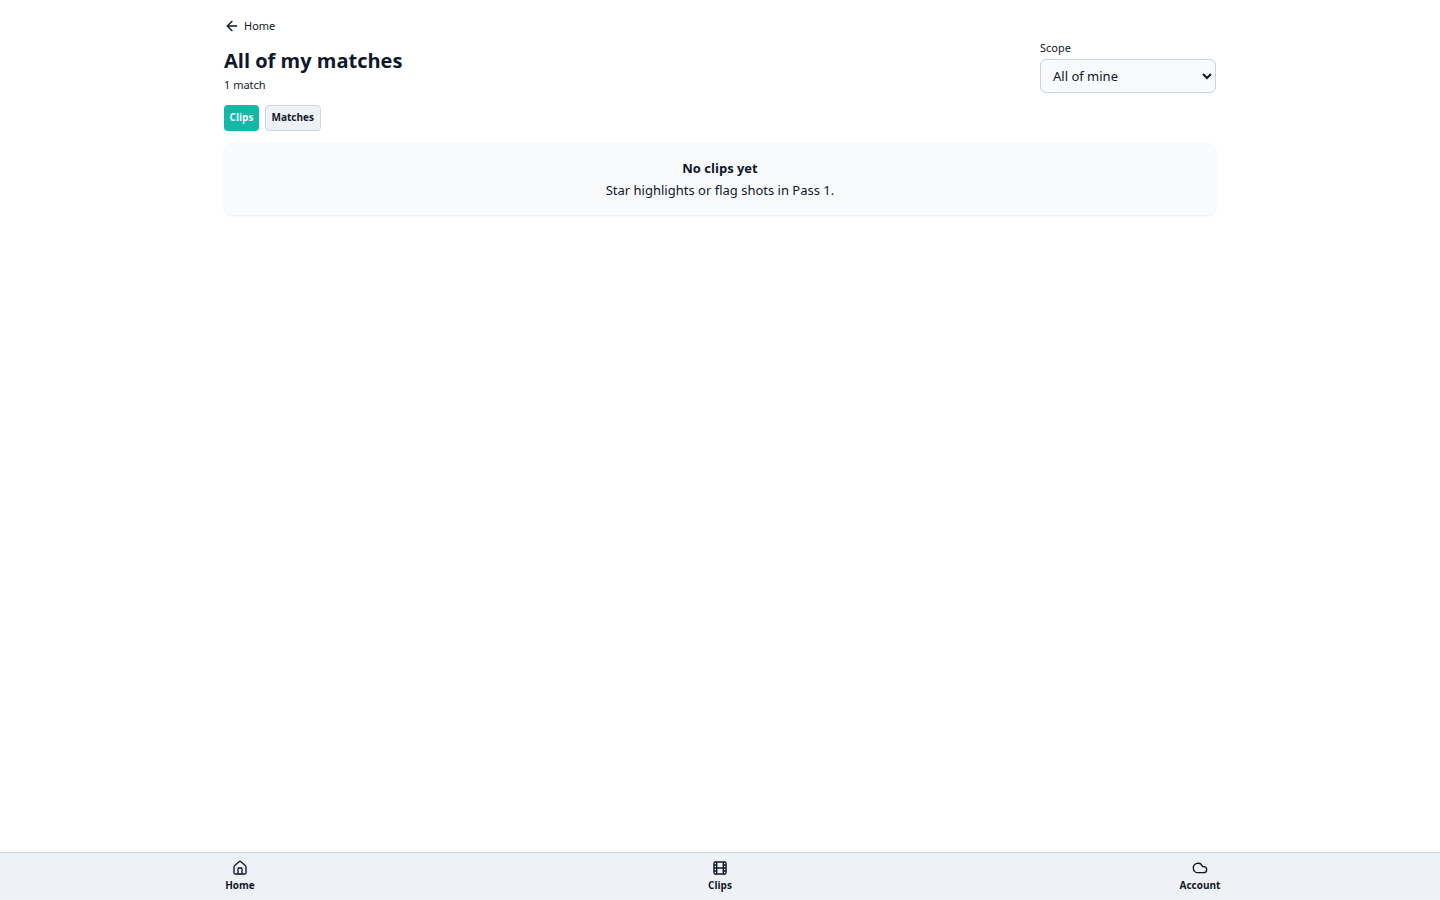 Home
All of my matches
1 match
Scope
All of mine
Clips
Matches
No clips yet
Star highlights or flag shots in Pass 1.
Home
Clips
Account